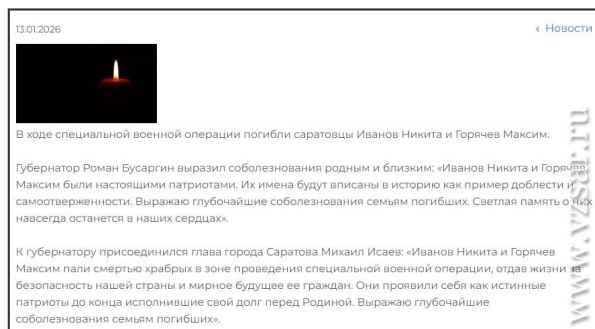 13.01.2026
‹ Новости
В ходе специальной военной операции погибли саратовцы Иванов Никита и Горячев Максим.
Губернатор Роман Бусаргин выразил соболезнования родным и близким: «Иванов Никита и Горячев
Максим были настоящими патриотами. Их имена будут вписаны в историю как пример доблести и
самоотверженности. Выражаю глубочайшие соболезнования семьям погибших. Светлая память о них
навсегда останется в наших сердцах».
К губернатору присоединился глава города Саратова Михаил Исаев: «Иванов Никита и Горячев
Максим пали смертью храбрых в зоне проведения специальной военной операции, отдав жизни за
безопасность нашей страны и мирное будущее ее граждан. Они проявили себя как истинные
патриоты до конца исполнившие свой долг перед Родиной. Выражаю глубочайшие
соболезнования семьям погибших».
www.vzsar.ru